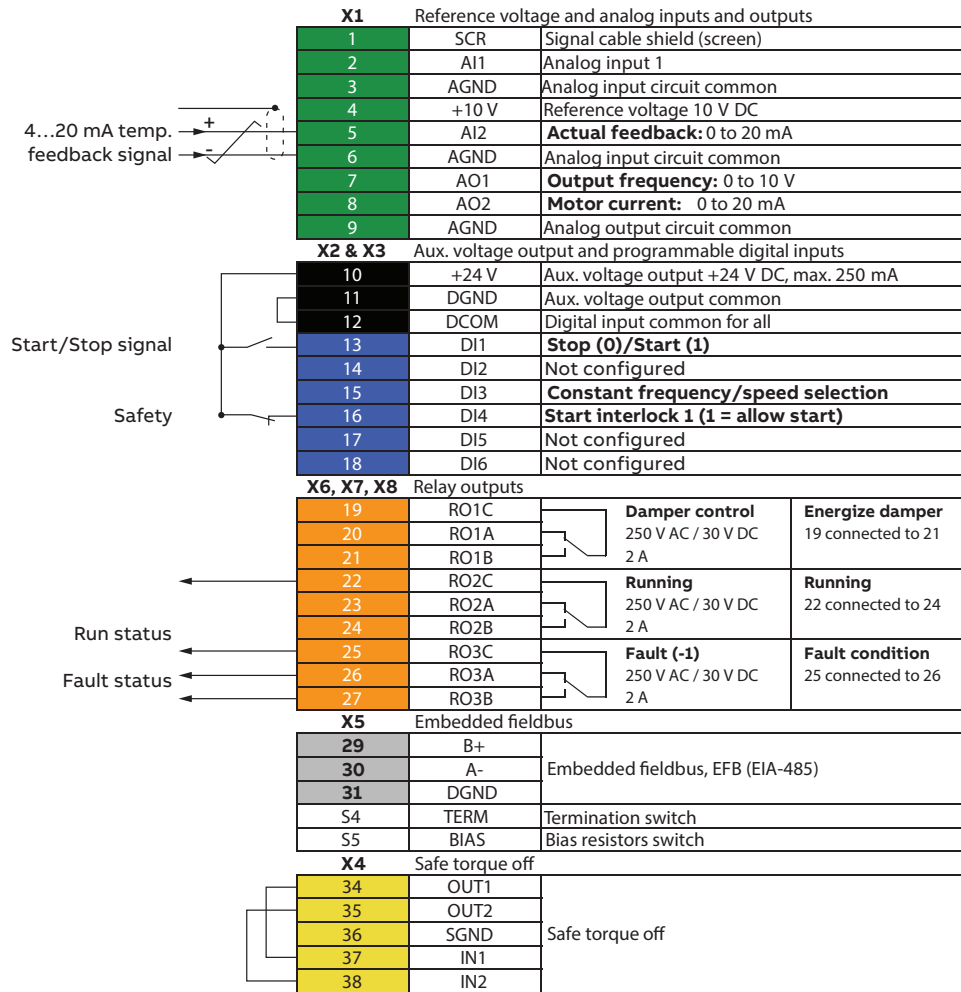 X1 Reference voltage and analog inputs and outputs
1 SCR Signal cable shield (screen)
2 AI1 Analog input 1
3 AGND Analog input circuit common
4 +10 V Reference voltage 10 V DC
4...20 mA temp. + 5 AI2 Actual feedback: 0 to 20 mA
feedback signal - 6 AGND Analog input circuit common
7 AO1 Output frequency: 0 to 10 V
8 AO2 Motor current: 0 to 20 mA
9 AGND Analog output circuit common
X2 & X3 Aux. voltage output and programmable digital inputs
10 +24 V Aux. voltage output +24 V DC, max. 250 mA
11 DGND Aux. voltage output common
12 DCOM Digital input common for all
Start/Stop signal 13 DI1 Stop (0)/Start (1)
14 DI2 Not configured
15 DI3 Constant frequency/speed selection
Safety 16 DI4 Start interlock 1 (1 = allow start)
17 DI5 Not configured
18 DI6 Not configured
X6, X7, X8 Relay outputs
19 RO1C Damper control Energize damper
20 RO1A 250 V AC / 30 V DC 19 connected to 21
21 RO1B 2 A
22 RO2C Running Running
23 RO2A 250 V AC / 30 V DC 22 connected to 24
Run status 24 RO2B 2 A
25 RO3C Fault (-1) Fault condition
Fault status 26 RO3A 250 V AC / 30 V DC 25 connected to 26
27 RO3B 2 A
X5 Embedded fieldbus
29 B+
30 A- Embedded fieldbus, EFB (EIA-485)
31 DGND
S4 TERM Termination switch
S5 BIAS Bias resistors switch
X4 Safe torque off
34 OUT1
35 OUT2
36 SGND Safe torque off
37 IN1
38 IN2